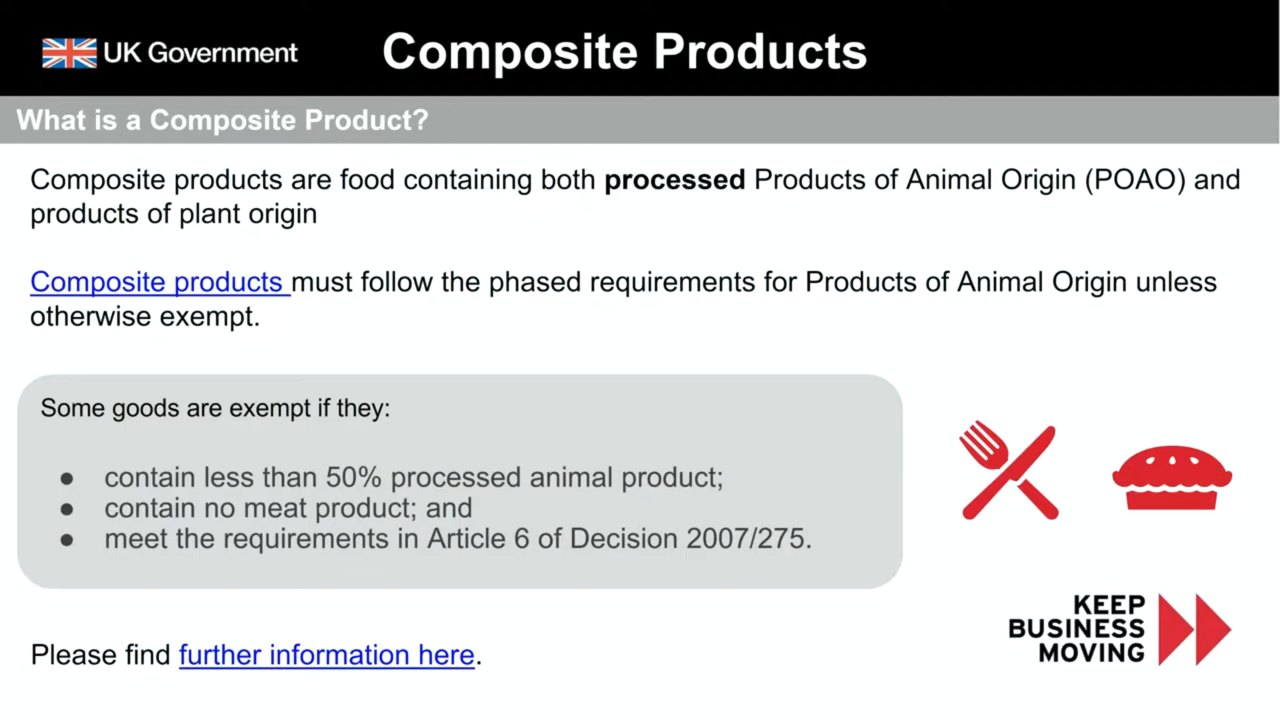 UK Government
Composite Products
What is a Composite Product?
Composite products are food containing both processed Products of Animal Origin (POAO) and
products of plant origin
Composite products must follow the phased requirements for Products of Animal Origin unless
otherwise exempt.
Some goods are exempt if they:
● contain less than 50% processed animal product;
● contain no meat product; and
● meet the requirements in Article 6 of Decision 2007/275.
KEEP
BUSINESS
MOVING
Please find further information here.